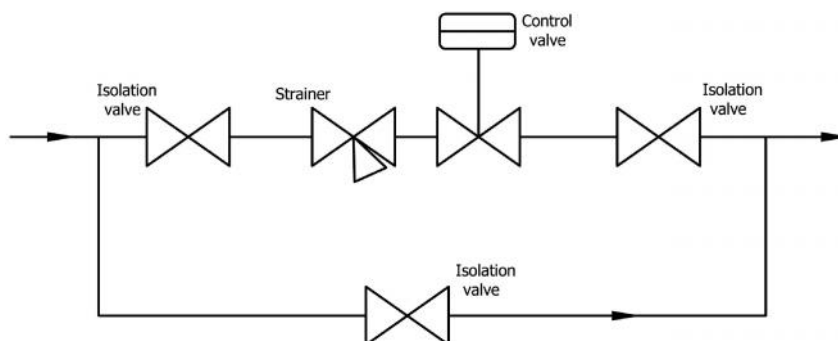 Control
valve
Isolation
valve
Strainer
Isolation
valve
Isolation
valve